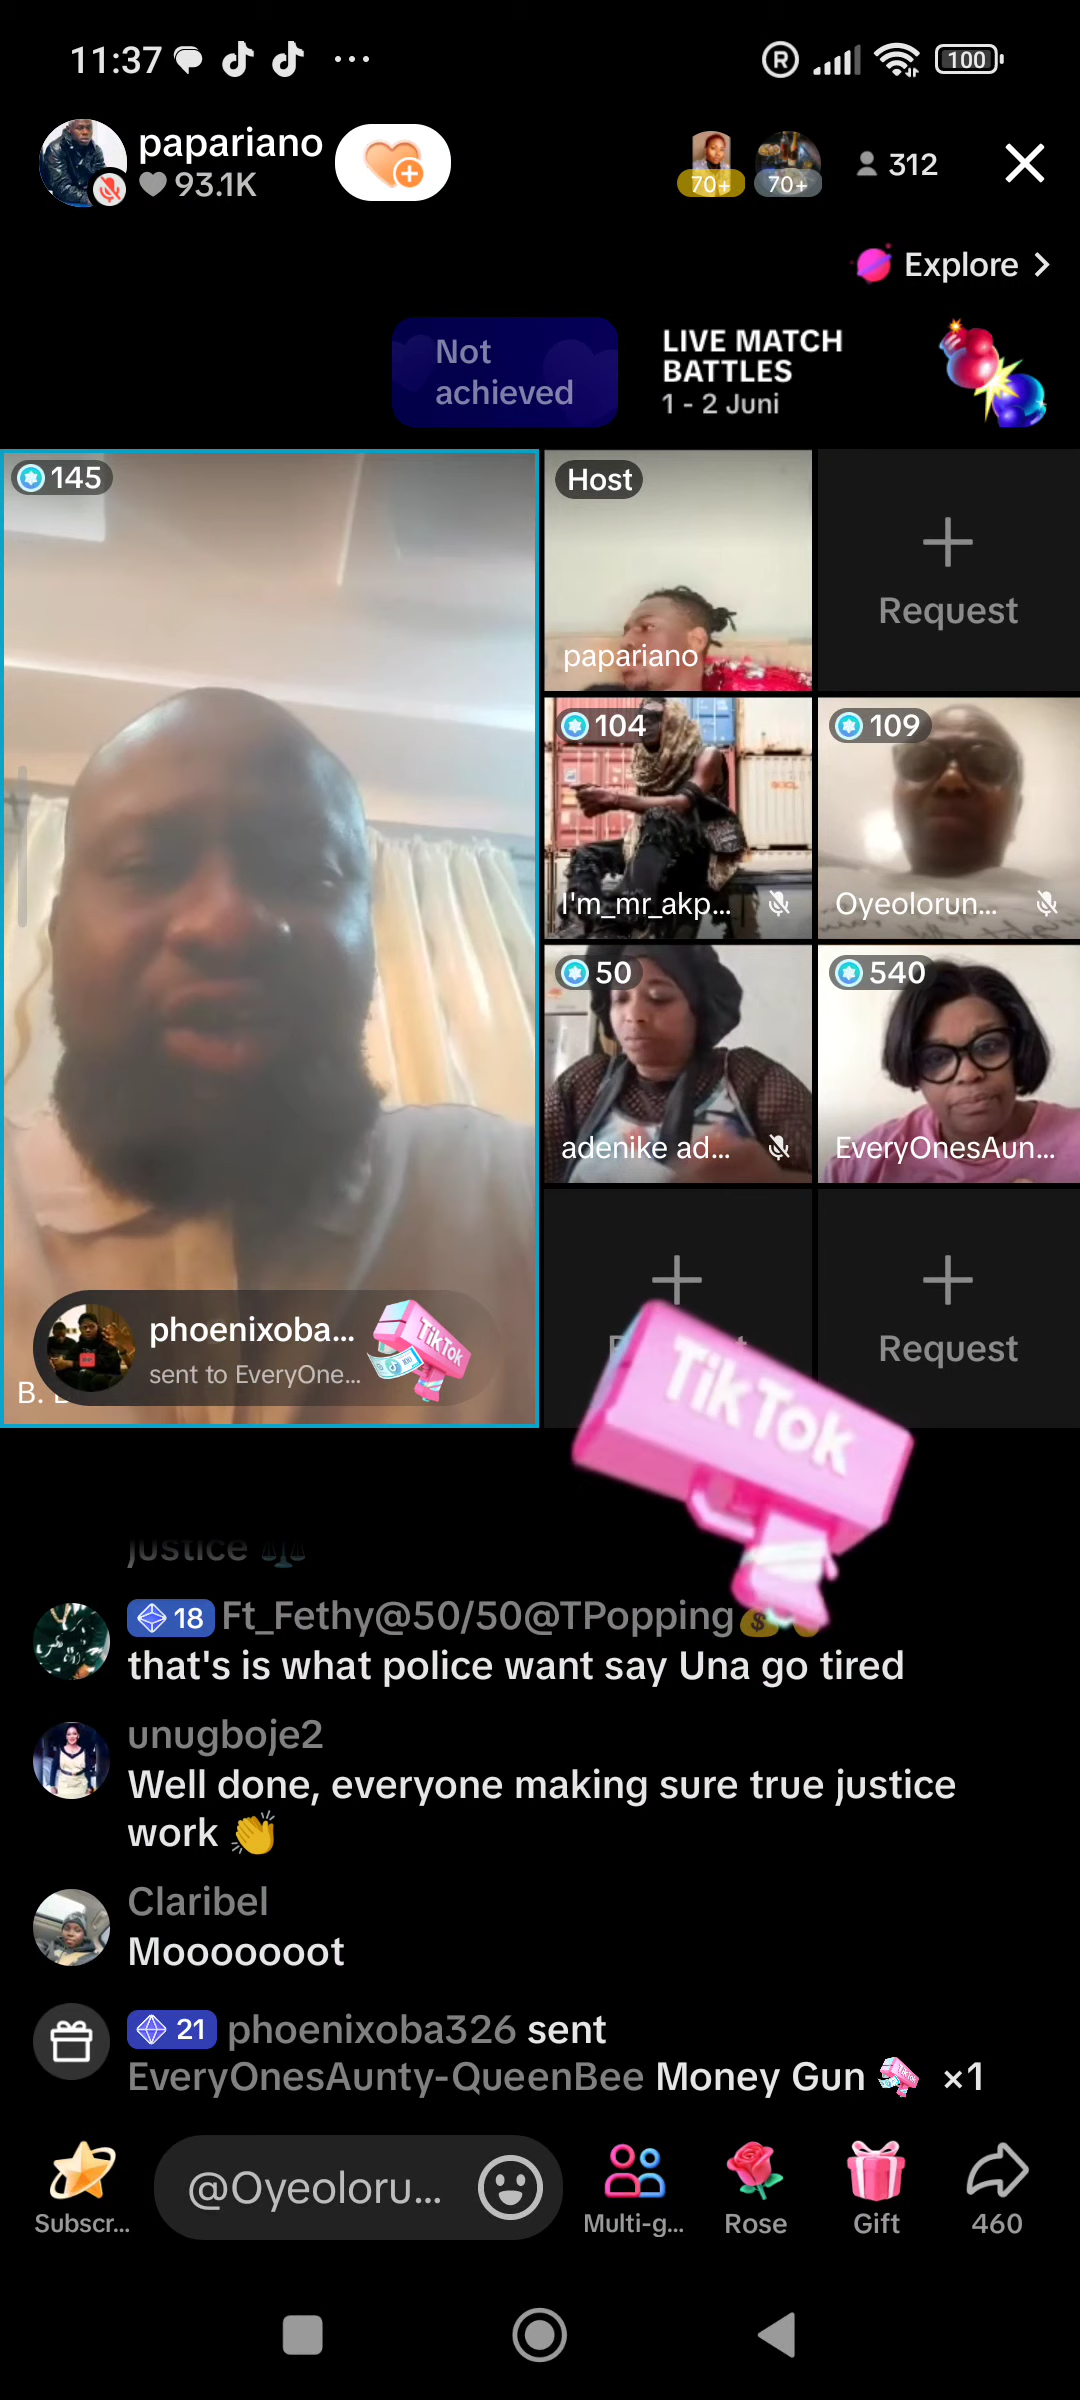 11:37
R
100
papariano
93.1K
70+
70+
312
Explore
Not
achieved
LIVE MATCH
BATTLES
1 - 2 Juni
145
Host
papariano
Request
104
I'm_mr_akp...
109
Oyeolorun...
50
adenike ad...
540
EveryOnesAun...
B.
phoenixoba...
sent to EveryOne...
TikTok
TikTok
Request
justice ⚖️
18 Ft_Fethy@50/50@TPopping💰
that's is what police want say Una go tired
unugboje2
Well done, everyone making sure true justice
work 👏
Claribel
Mooooooot
21 phoenixoba326 sent
EveryOnesAunty-QueenBee Money Gun ×1
Subscr...
@Oyeoloru...
Multi-g...
Rose
Gift
460